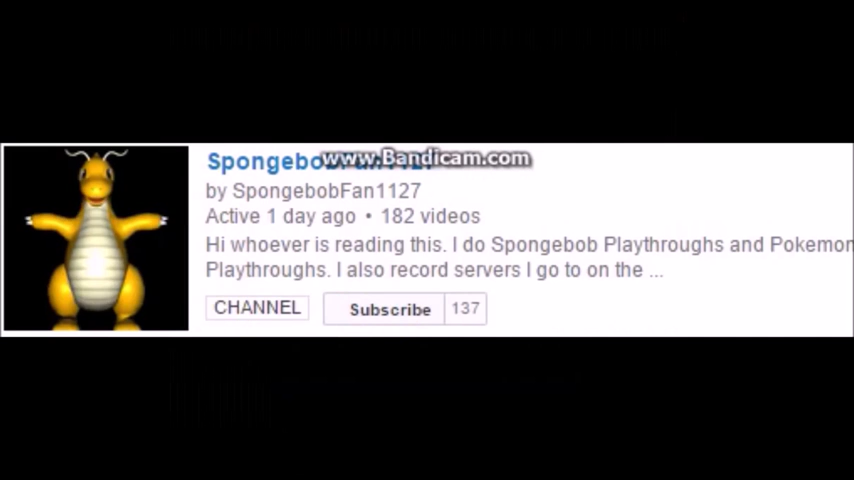 SpongebobFan1127
www.Bandicam.com
by SpongebobFan1127
Active 1 day ago • 182 videos
Hi whoever is reading this. I do Spongebob Playthroughs and Pokemon
Playthroughs. I also record servers I go to on the ...
CHANNEL
Subscribe 137